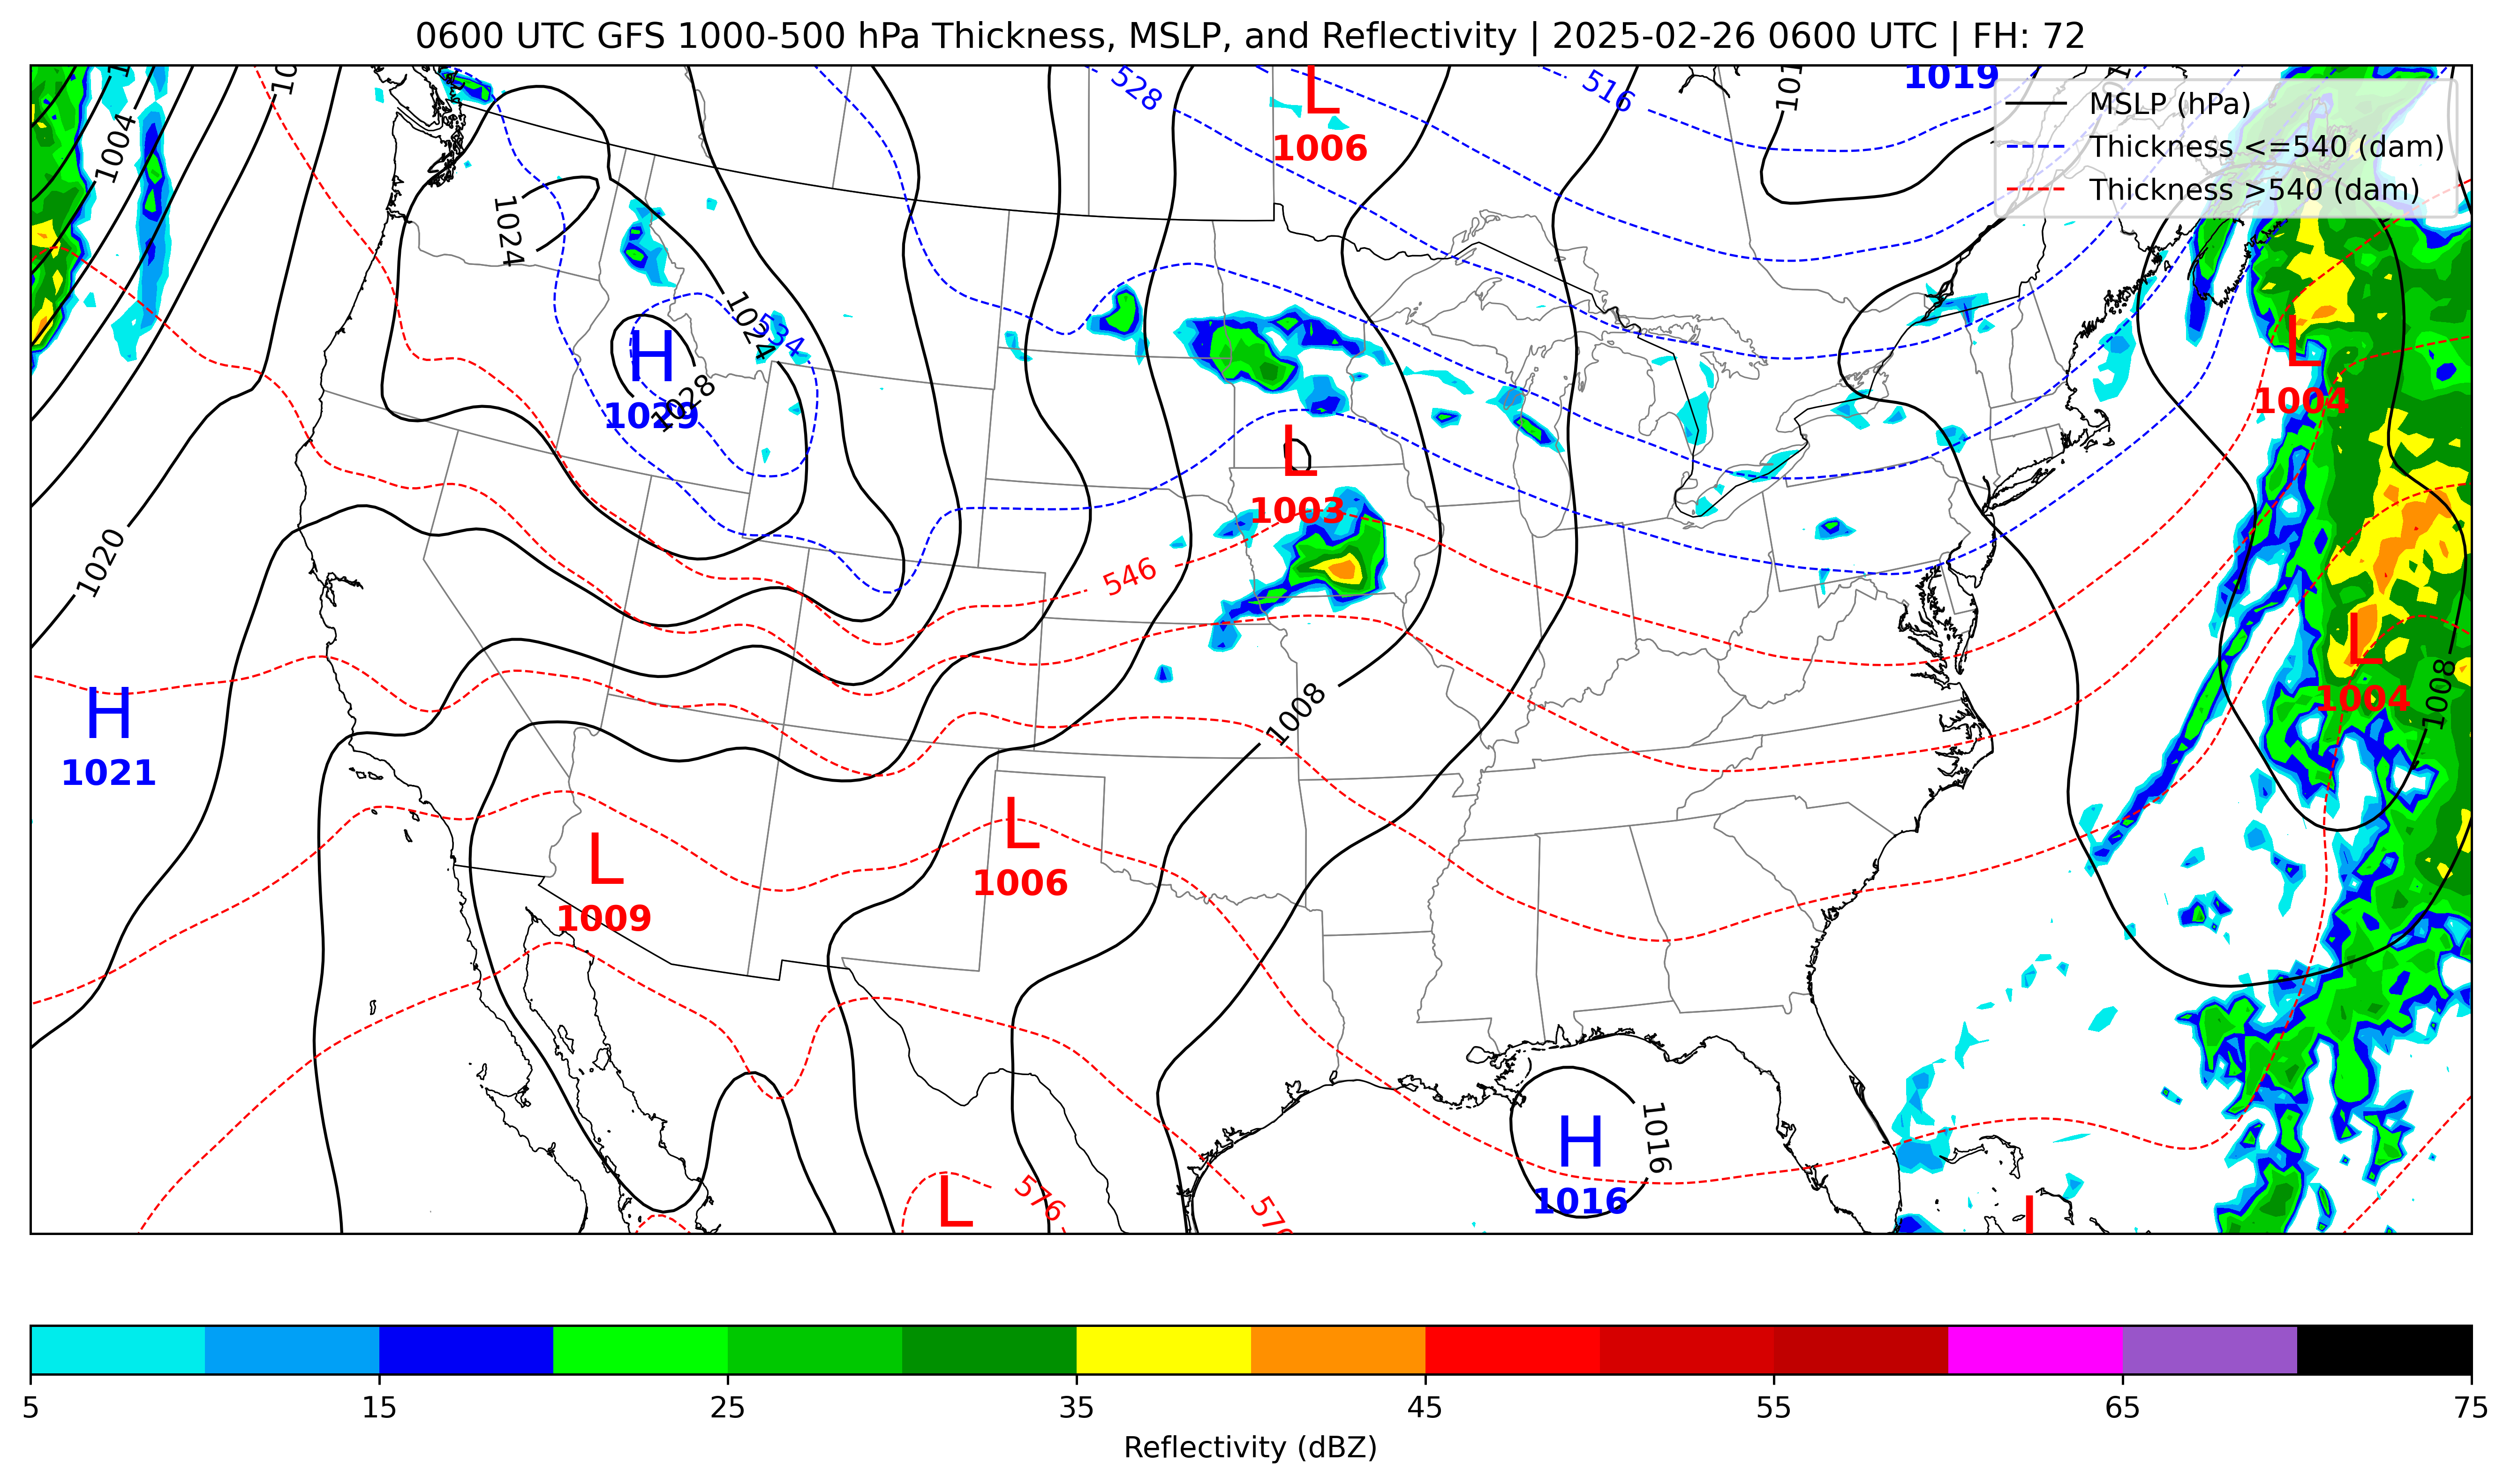 0600 UTC GFS 1000-500 hPa Thickness, MSLP, and Reflectivity | 2025-02-26 0600 UTC | FH: 72
MSLP (hPa)
Thickness <=540 (dam)
Thickness >540 (dam)
1004
1024
1024
1028
1020
1008
1008
1016
528
516
534
546
576
L
1006
1019
H
1029
L
1003
L
1004
L
1004
H
1021
L
1009
L
1006
H
1016
L
5
15
25
35
45
55
65
75
Reflectivity (dBZ)